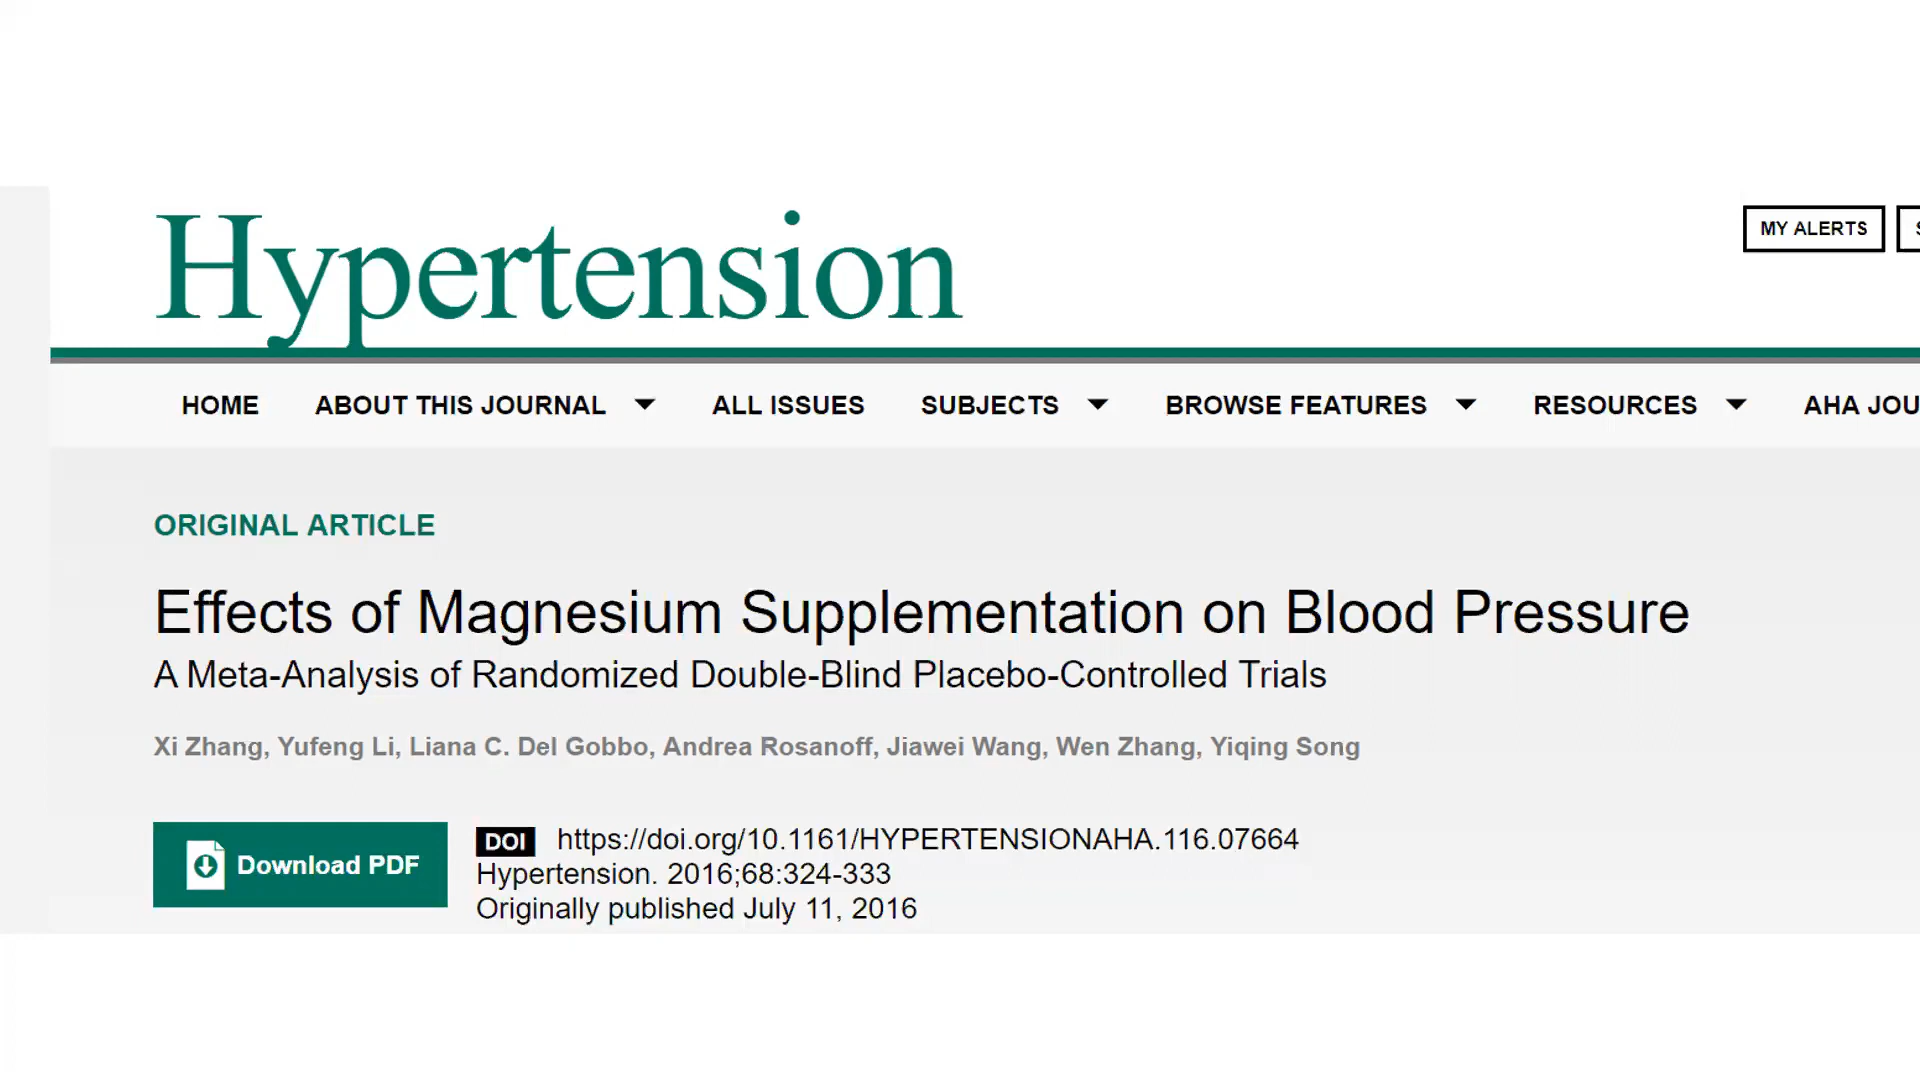 Hypertension
MY ALERTS
HOME ABOUT THIS JOURNAL ALL ISSUES SUBJECTS BROWSE FEATURES RESOURCES AHA JOU
ORIGINAL ARTICLE
Effects of Magnesium Supplementation on Blood Pressure
A Meta-Analysis of Randomized Double-Blind Placebo-Controlled Trials
Xi Zhang, Yufeng Li, Liana C. Del Gobbo, Andrea Rosanoff, Jiawei Wang, Wen Zhang, Yiqing Song
Download PDF
DOI https://doi.org/10.1161/HYPERTENSIONAHA.116.07664
Hypertension. 2016;68:324-333
Originally published July 11, 2016